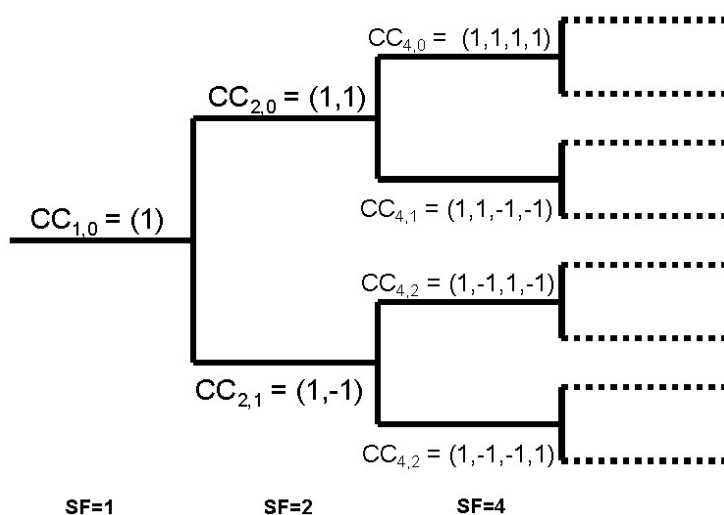 CC4,0 = (1,1,1,1)
CC2,0 = (1,1)
CC4,1 = (1,1,-1,-1)
CC1,0 = (1)
CC4,2 = (1,-1,1,-1)
CC2,1 = (1,-1)
CC4,2 = (1,-1,-1,1)
SF=1 SF=2 SF=4